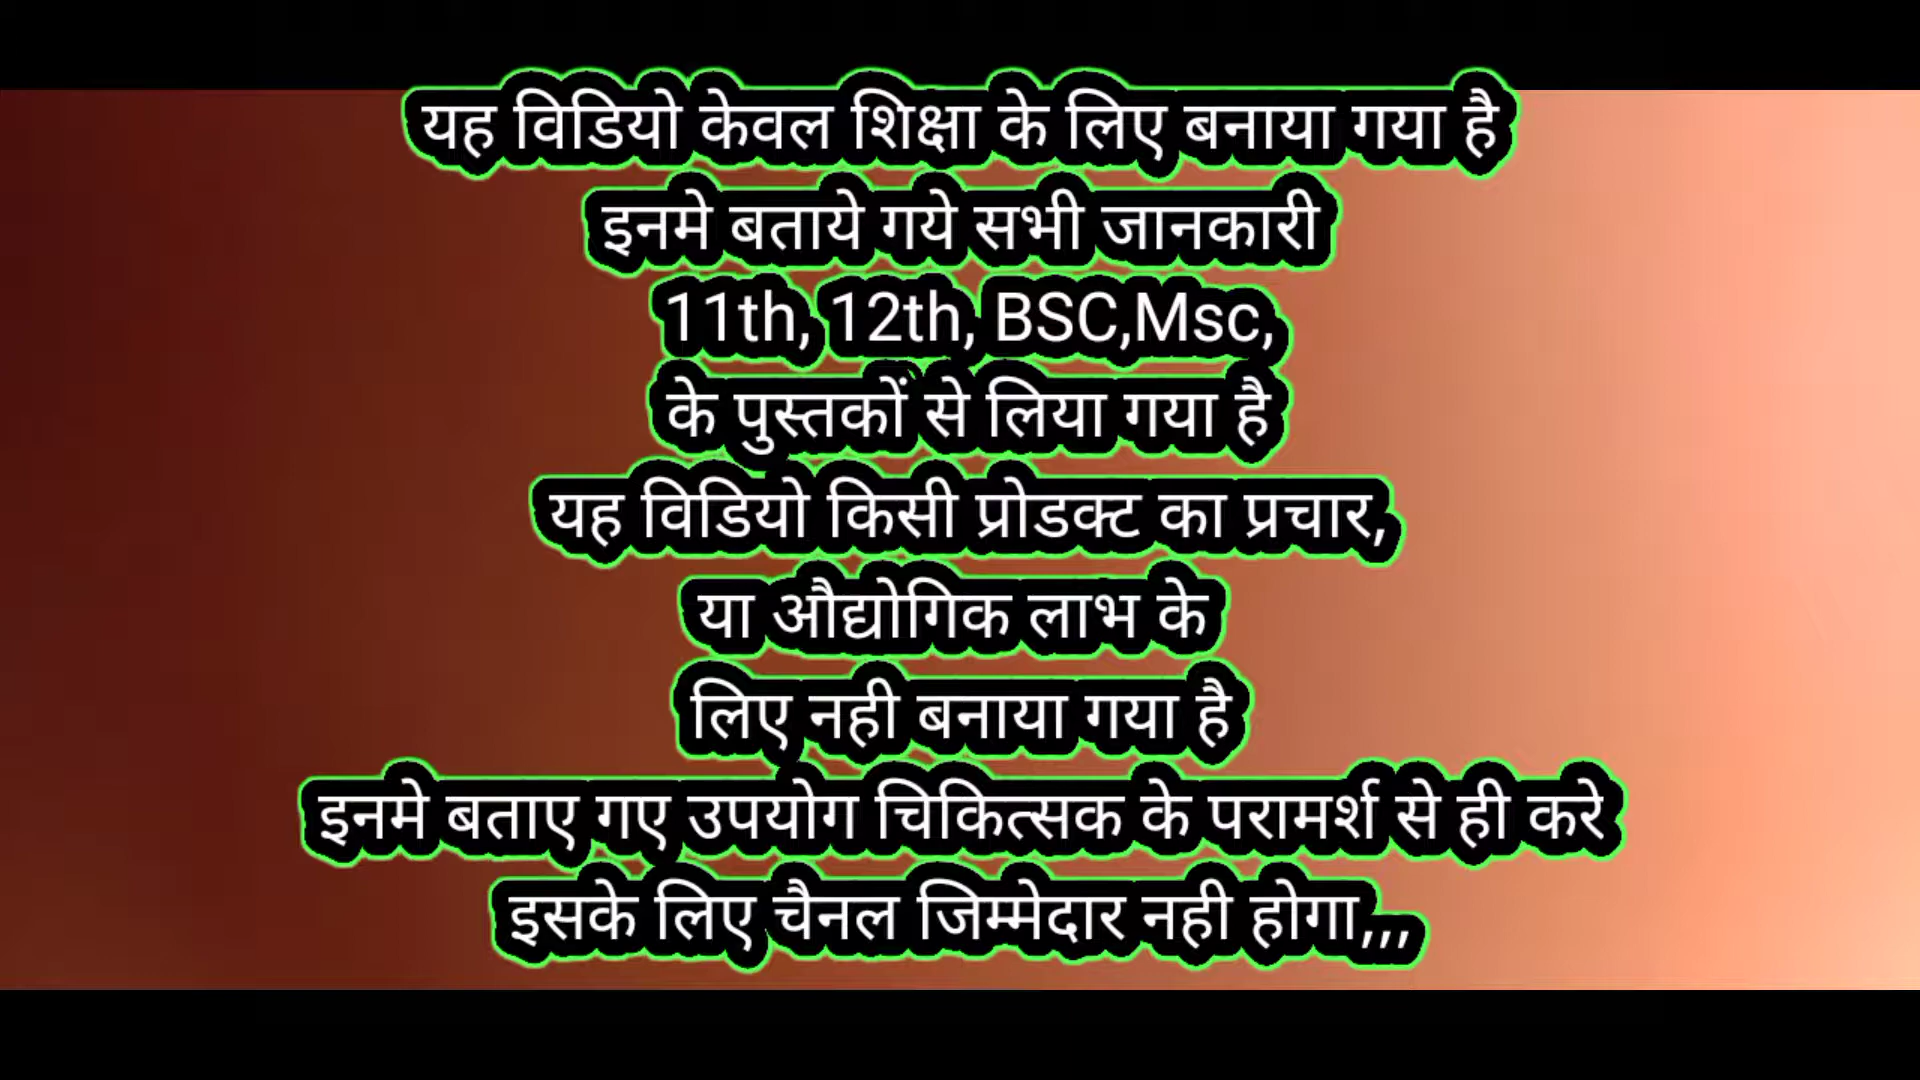 यह विडियो केवल शिक्षा के लिए बनाया गया है
इनमे बताये गये सभी जानकारी
11th, 12th, BSC,Msc,
के पुस्तकों से लिया गया है
यह विडियो किसी प्रोडक्ट का प्रचार,
या औद्योगिक लाभ के
लिए नही बनाया गया है
इनमे बताए गए उपयोग चिकित्सक के परामर्श से ही करे
इसके लिए चैनल जिम्मेदार नही होगा,,,